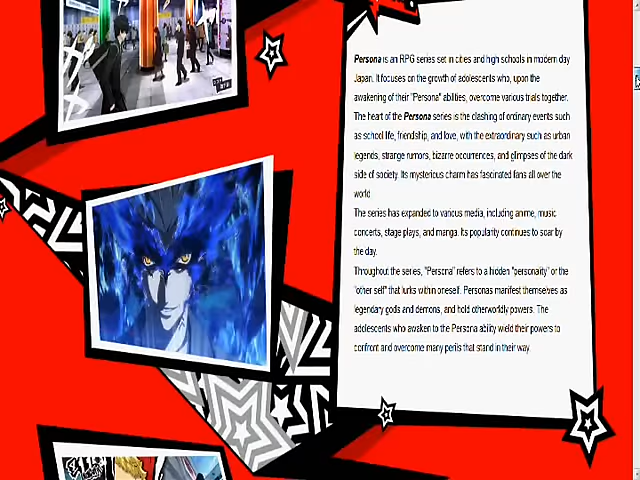 Persona is an RPG series set in cities and high schools in modern day
Japan. It focuses on the growth of adolescents who, upon the
awakening of their "Persona" abilities, overcome various trials together.
The heart of the Persona series is the clashing of ordinary events such
as school life, friendship, and love, with the extraordinary such as urban
legends, strange rumors, bizarre occurrences, and glimpses of the dark
side of society. Its mysterious charm has fascinated fans all over the
world
The series has expanded to various media, including anime, music
concerts, stage plays, and manga. Its popularity continues to soar by
the day.
Throughout the series, "Persona" refers to a hidden "personality" or the
"other self" that lurks within oneself. Personas manifest themselves as
legendary gods and demons, and hold otherworldly powers. The
adolescents who awaken to the Persona ability wield their powers to
confront and overcome many perils that stand in their way.